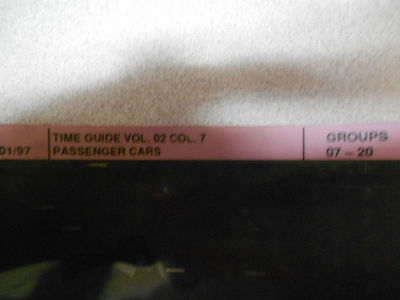 01/97
TIME GUIDE VOL. 02 COL. 7
PASSENGER CARS
GROUPS
07 – 20